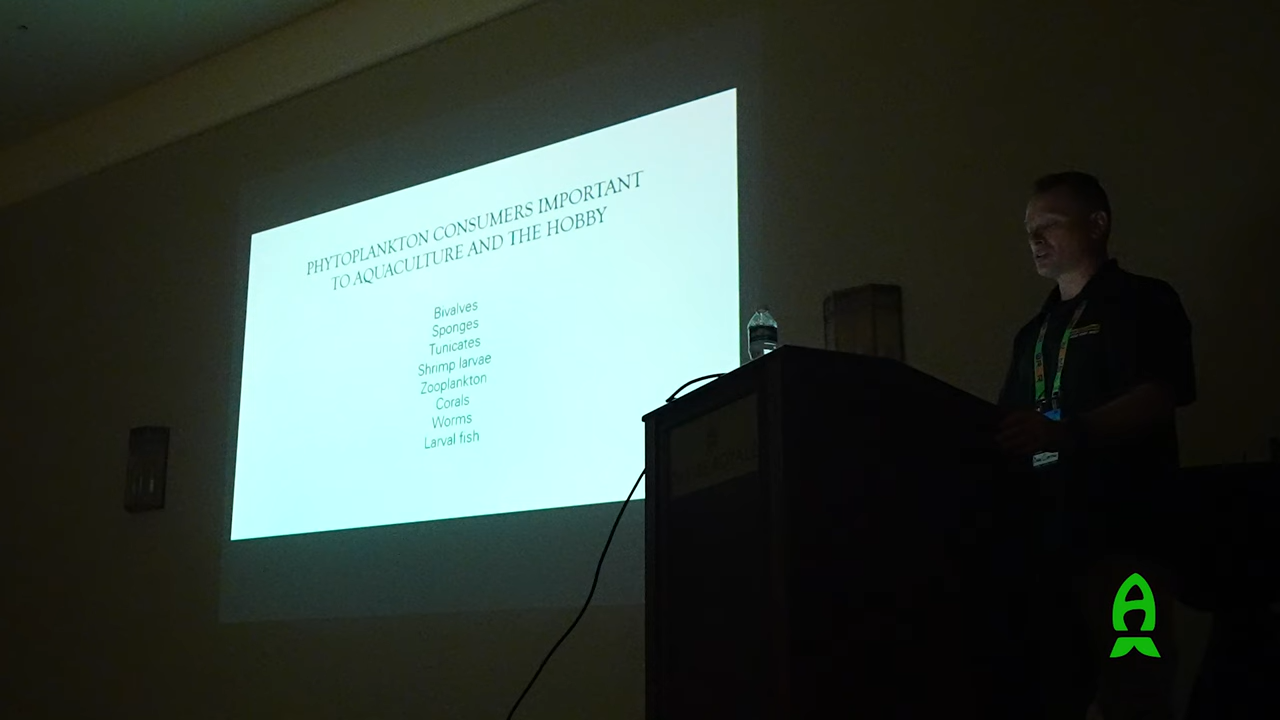 PHYTOPLANKTON CONSUMERS IMPORTANT
TO AQUACULTURE AND THE HOBBY
Bivalves
Sponges
Tunicates
Shrimp larvae
Zooplankton
Corals
Worms
Larval fish